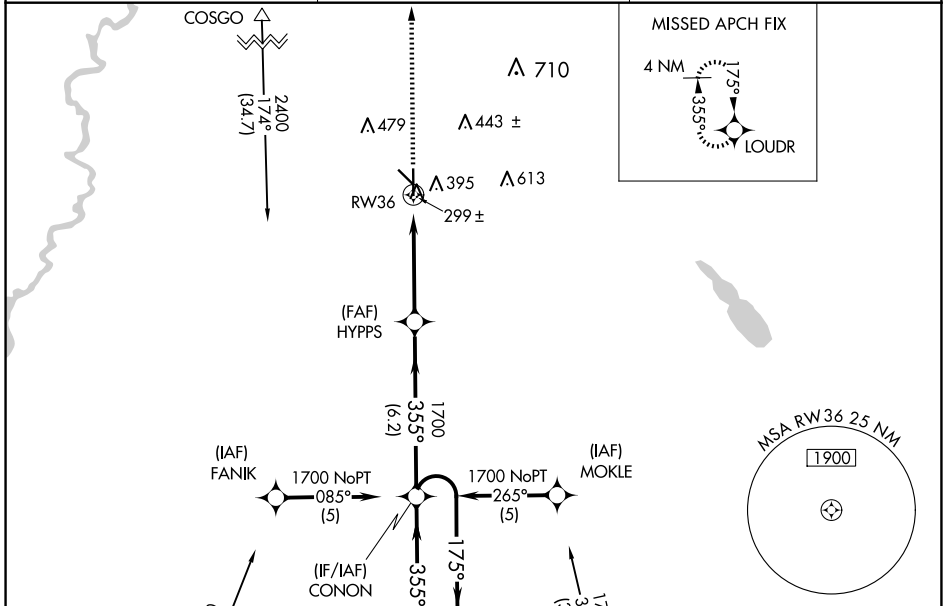 COSGO
2400
174°
(34.7)
710
479
443 ±
395
613
RW36
299 ±
MISSED APCH FIX
4 NM
175°
355°
LOUDR
(FAF)
HYPPS
1700
355°
(6.2)
(IAF)
FANIK
1700 NoPT
085°
(5)
1700 NoPT
265°
(5)
(IAF)
MOKLE
(IF/IAF)
CONON
355°
175°
MSA RW36 25 NM
1900